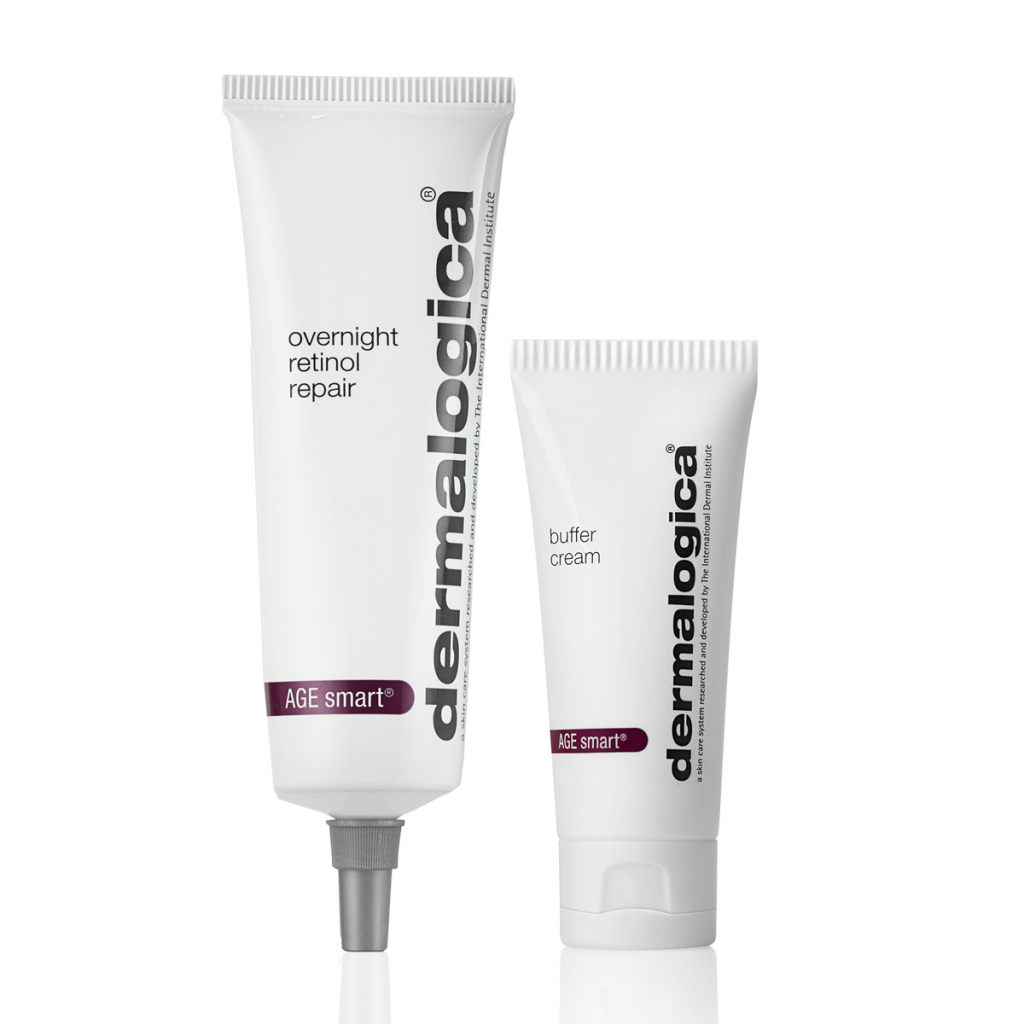 overnight
retinol
repair
dermalogica®
a skin care system researched and developed by The International Dermal Institute
AGE smart®
buffer
cream
dermalogica®
a skin care system researched and developed by The International Dermal Institute
AGE smart®